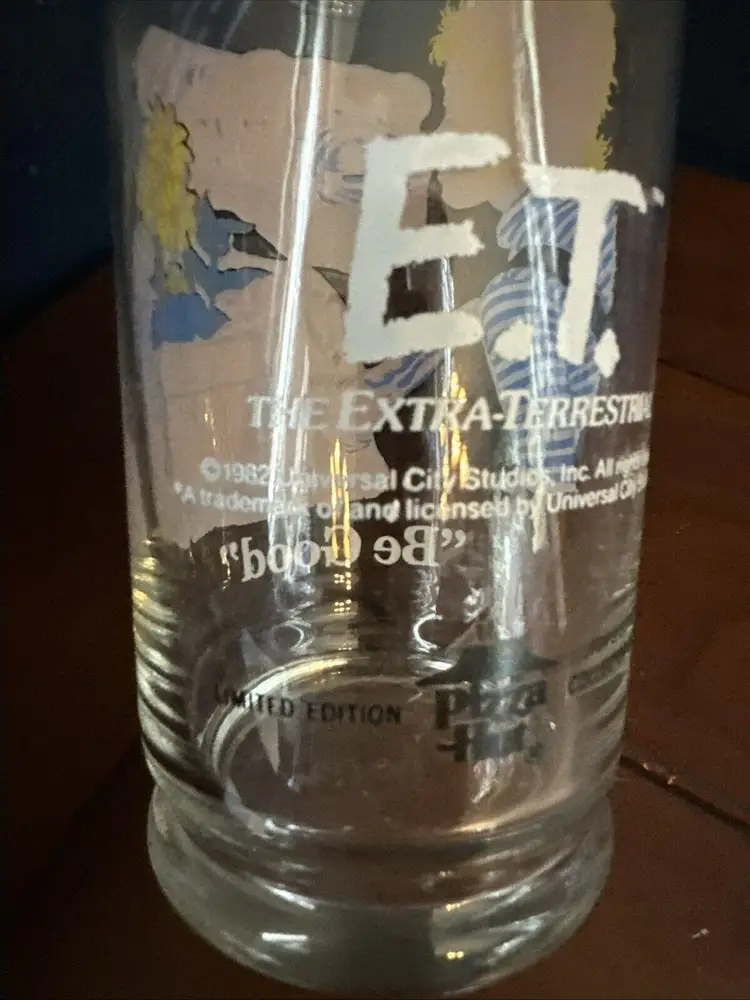 E.T.
THE EXTRA-TERRESTRIAL
©1982 Universal City Studios, Inc. All rights
*A trademark of and licensed by Universal City
"Be Good"
LIMITED EDITION
Pizza
Hut®